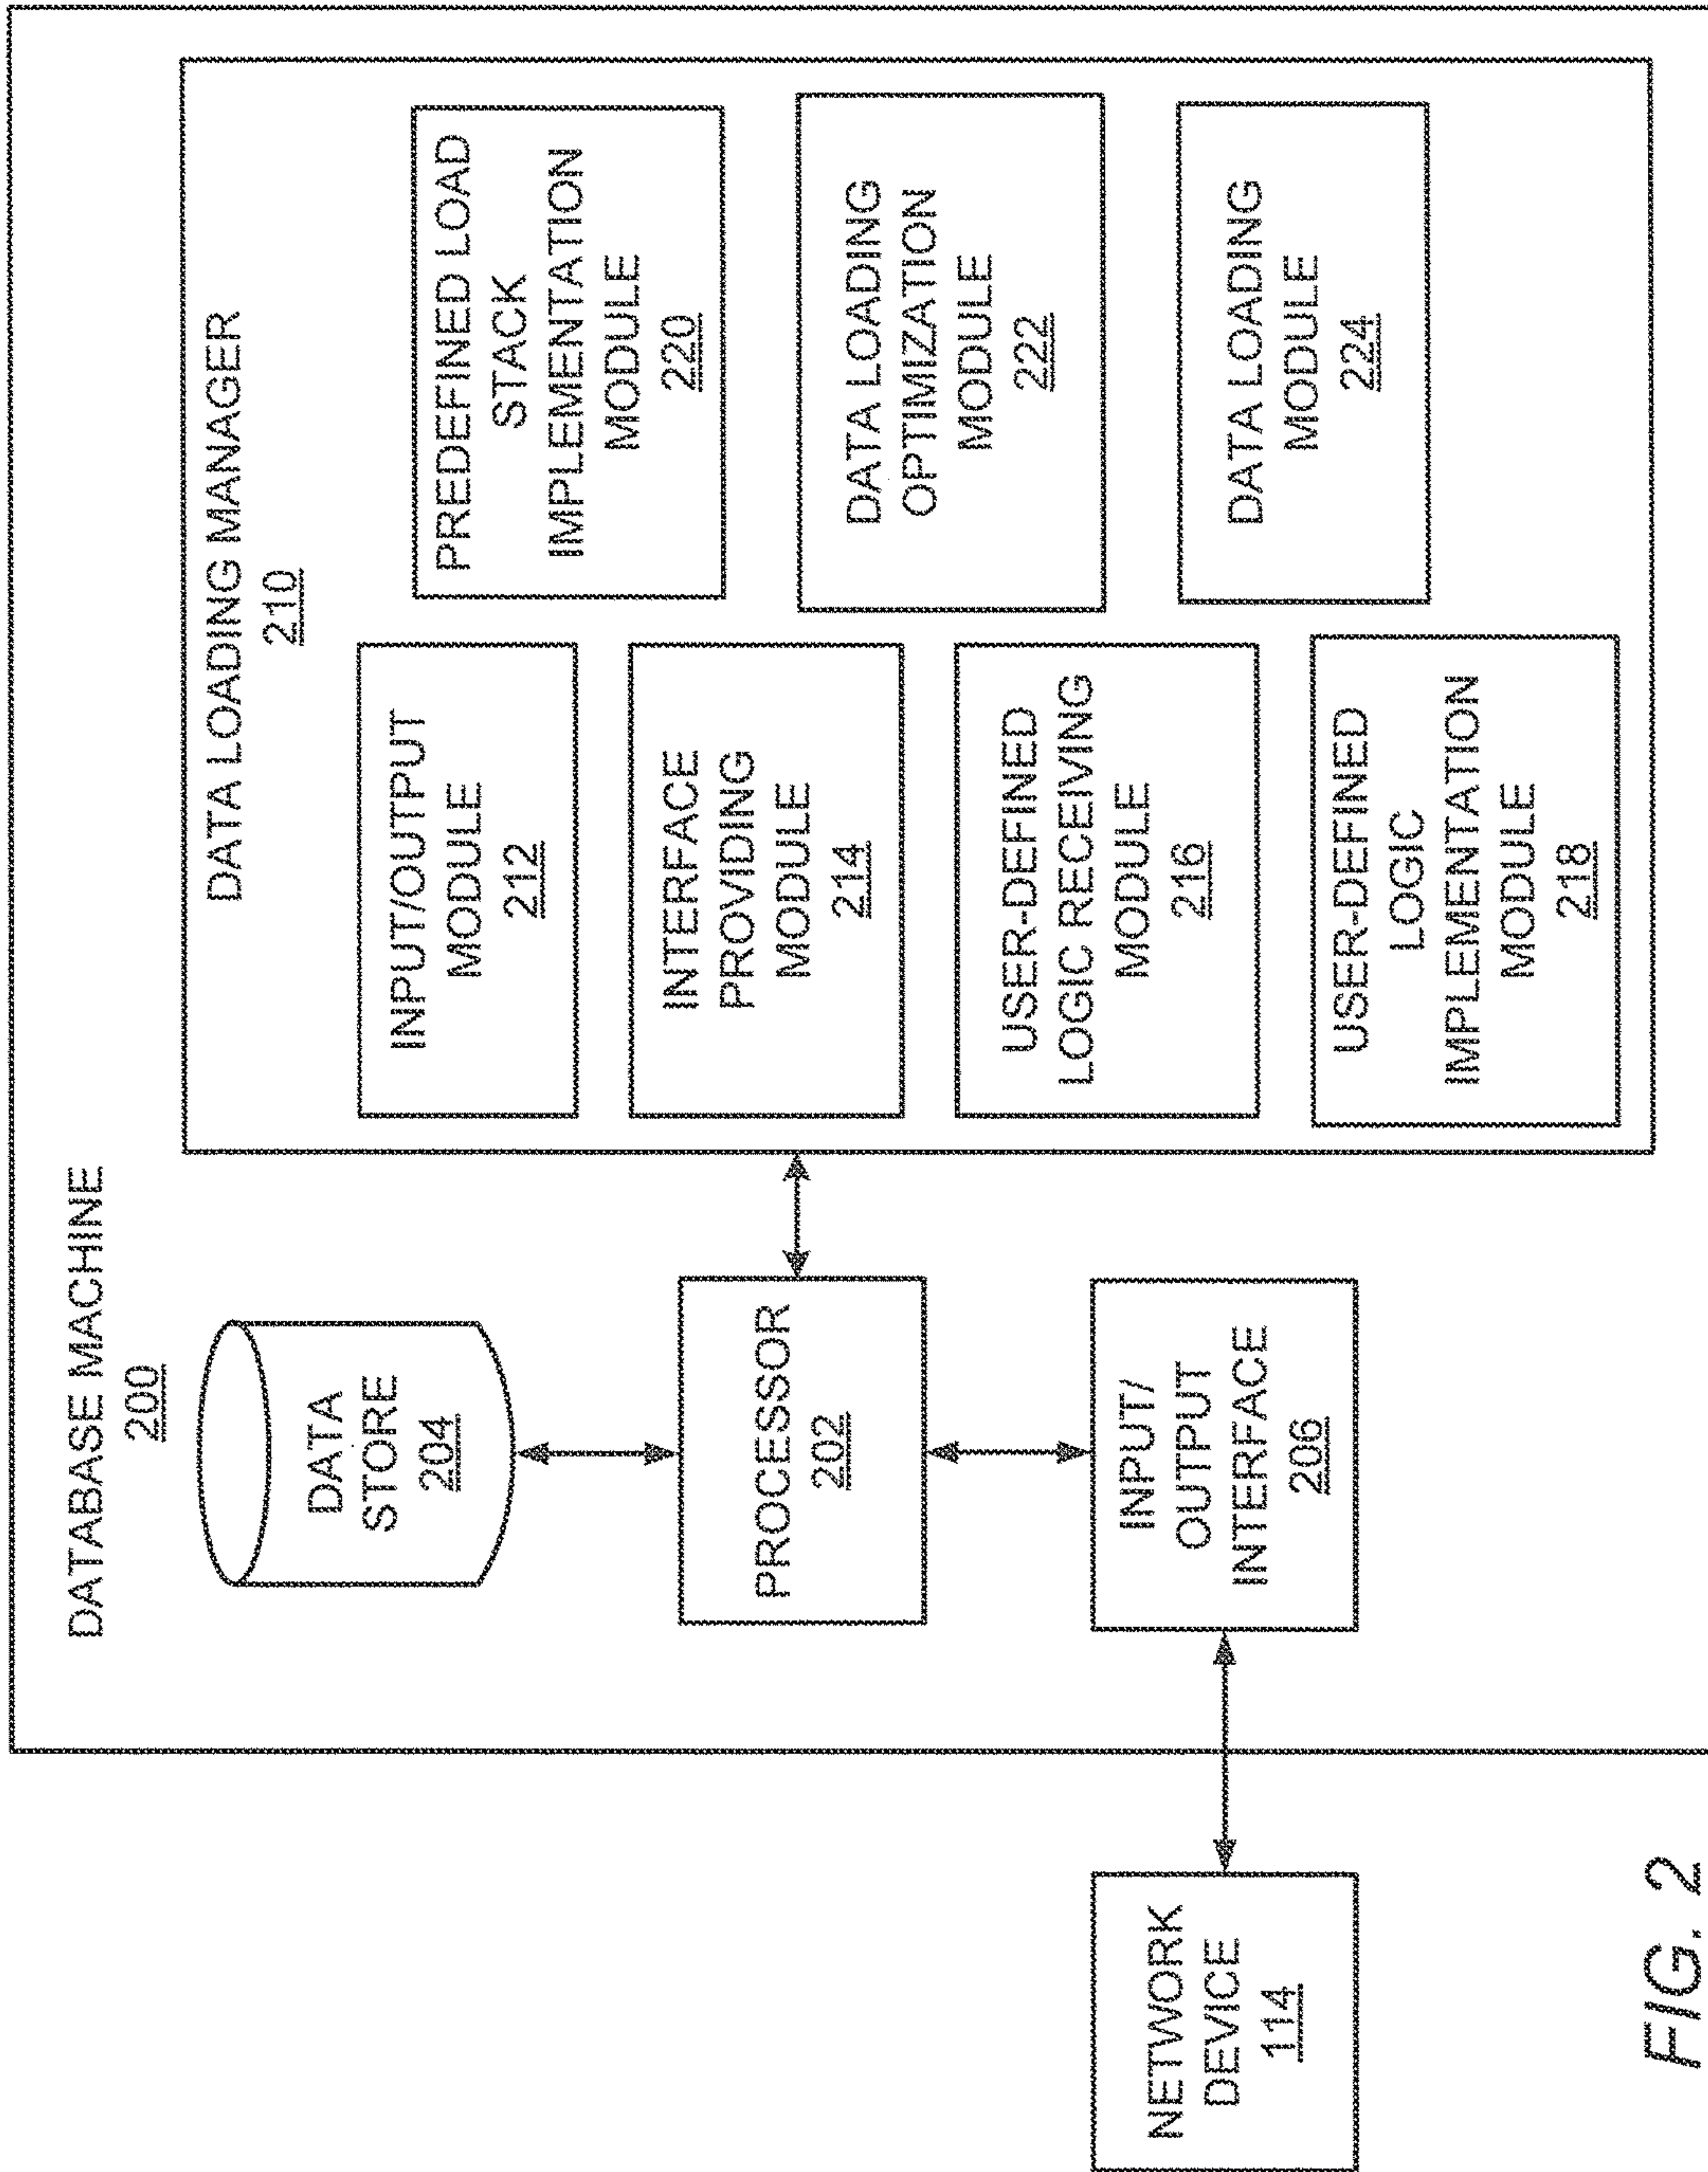 DATABASE MACHINE
200
DATA
STORE
204
PROCESSOR
202
INPUT/
OUTPUT
INTERFACE
206
NETWORK
DEVICE
114
DATA LOADING MANAGER
210
INPUT/OUTPUT
MODULE
212
INTERFACE
PROVIDING
MODULE
214
USER-DEFINED
LOGIC RECEIVING
MODULE
216
USER-DEFINED
LOGIC
IMPLEMENTATION
MODULE
218
PREDEFINED LOAD
STACK
IMPLEMENTATION
MODULE
220
DATA LOADING
OPTIMIZATION
MODULE
222
DATA LOADING
MODULE
224
FIG. 2